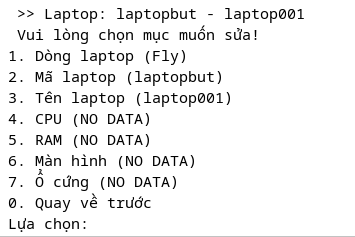 >> Laptop: laptopbut - laptop001
Vui lòng chọn mục muốn sửa!
1. Dòng laptop (Fly)
2. Mã laptop (laptopbut)
3. Tên laptop (laptop001)
4. CPU (NO DATA)
5. RAM (NO DATA)
6. Màn hình (NO DATA)
7. Ổ cứng (NO DATA)
0. Quay về trước
Lựa chọn: